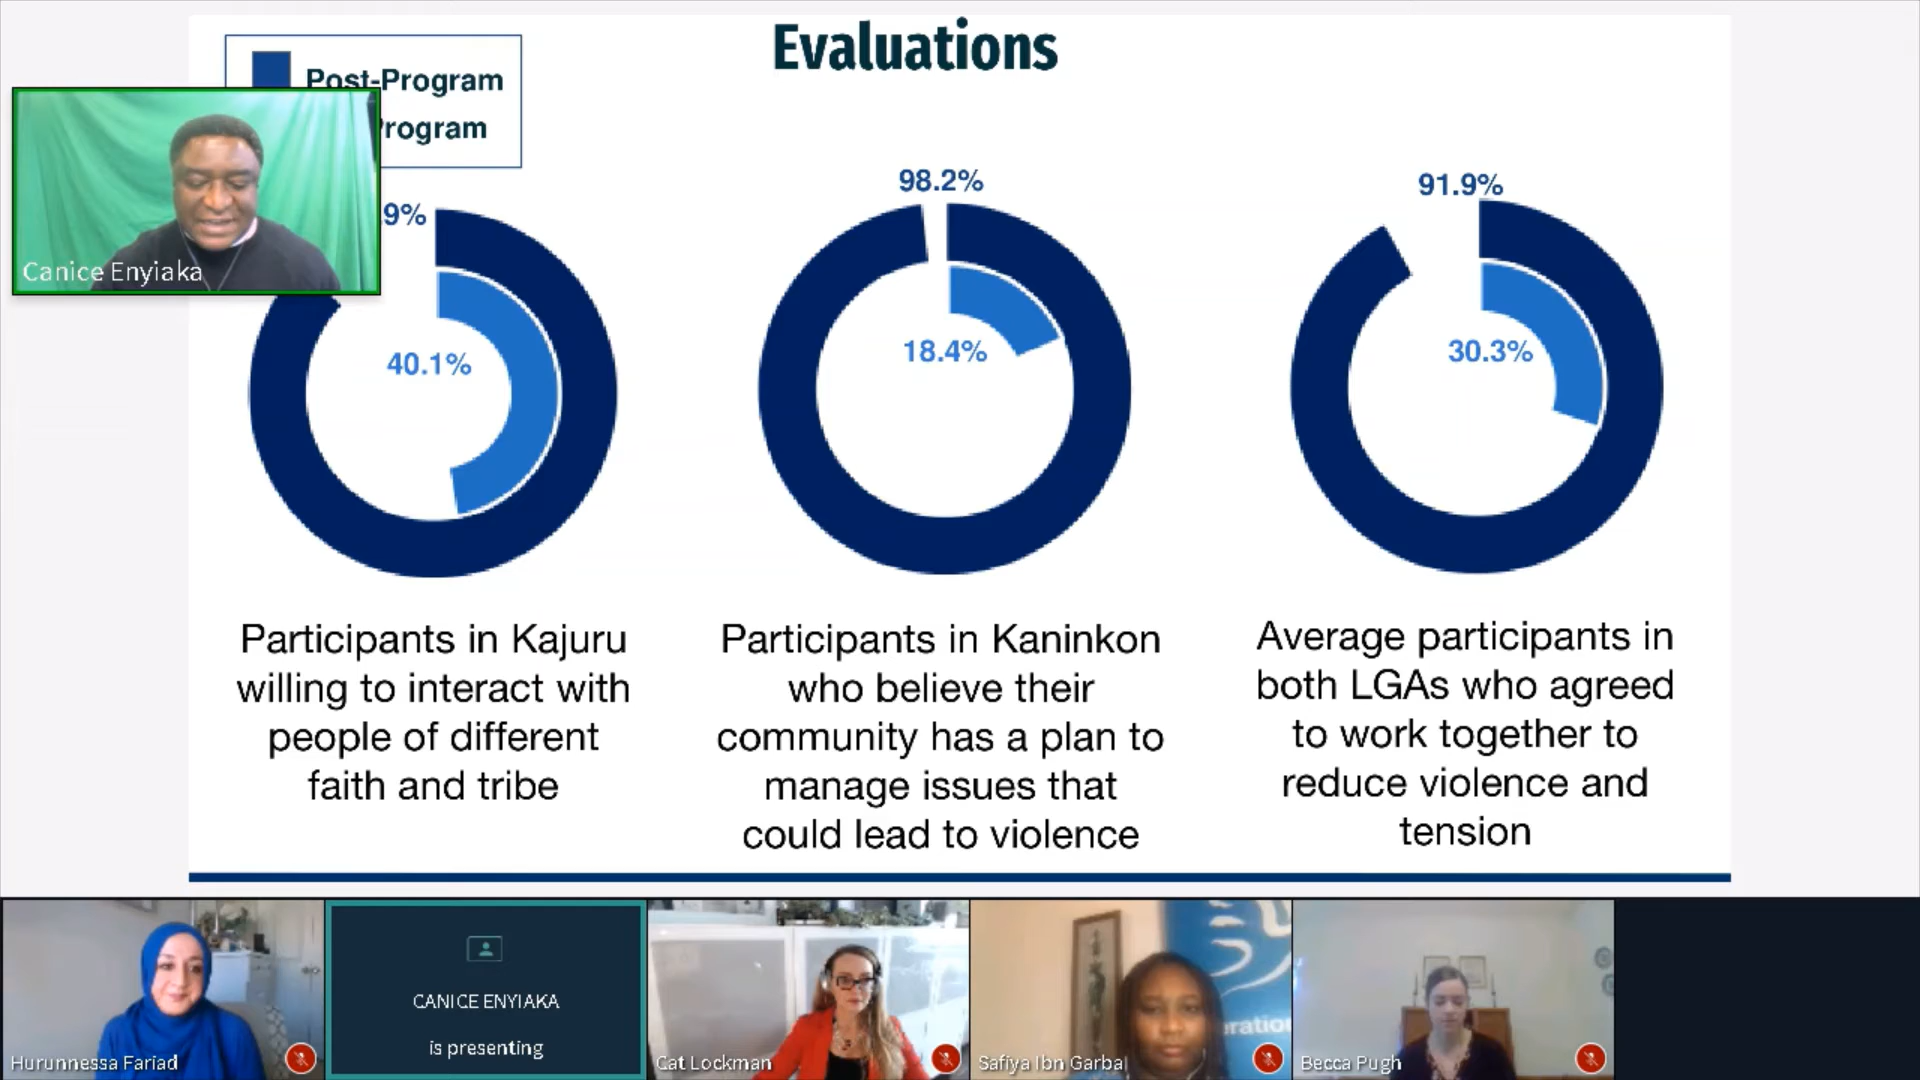 Evaluations
Post-Program
Program
Canice Enyiaka
9%
40.1%
98.2%
18.4%
91.9%
30.3%
Participants in Kajuru
willing to interact with
people of different
faith and tribe
Participants in Kaninkon
who believe their
community has a plan to
manage issues that
could lead to violence
Average participants in
both LGAs who agreed
to work together to
reduce violence and
tension
Hurunnessa Fariad
CANICE ENYIAKA
is presenting
Cat Lockman
Safiya Ibn Garba
Becca Pugh